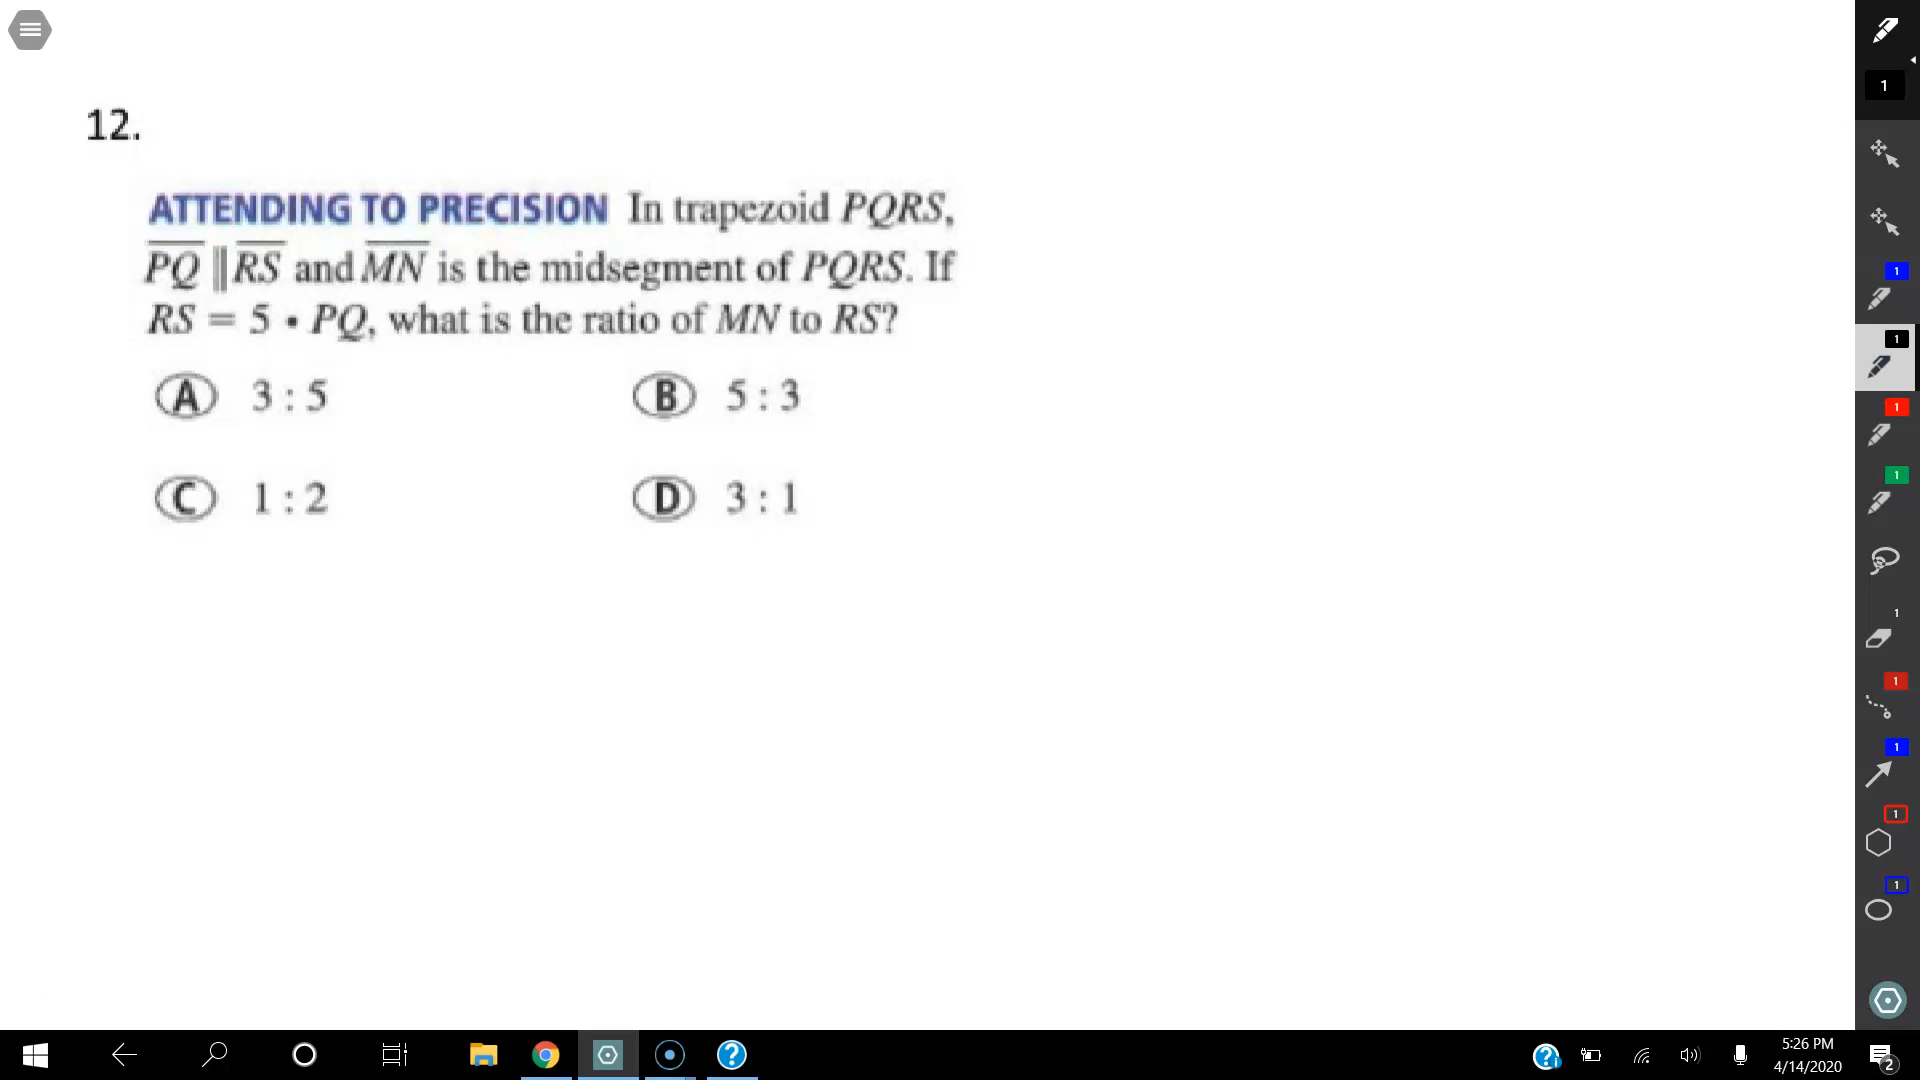 12.
ATTENDING TO PRECISION In trapezoid PQRS,
PQ || RS and MN is the midsegment of PQRS. If
RS = 5 • PQ, what is the ratio of MN to RS?
A 3 : 5
B 5 : 3
C 1 : 2
D 3 : 1
1
1
1
1
1
1
1
1
1
1
5:26 PM
4/14/2020
2